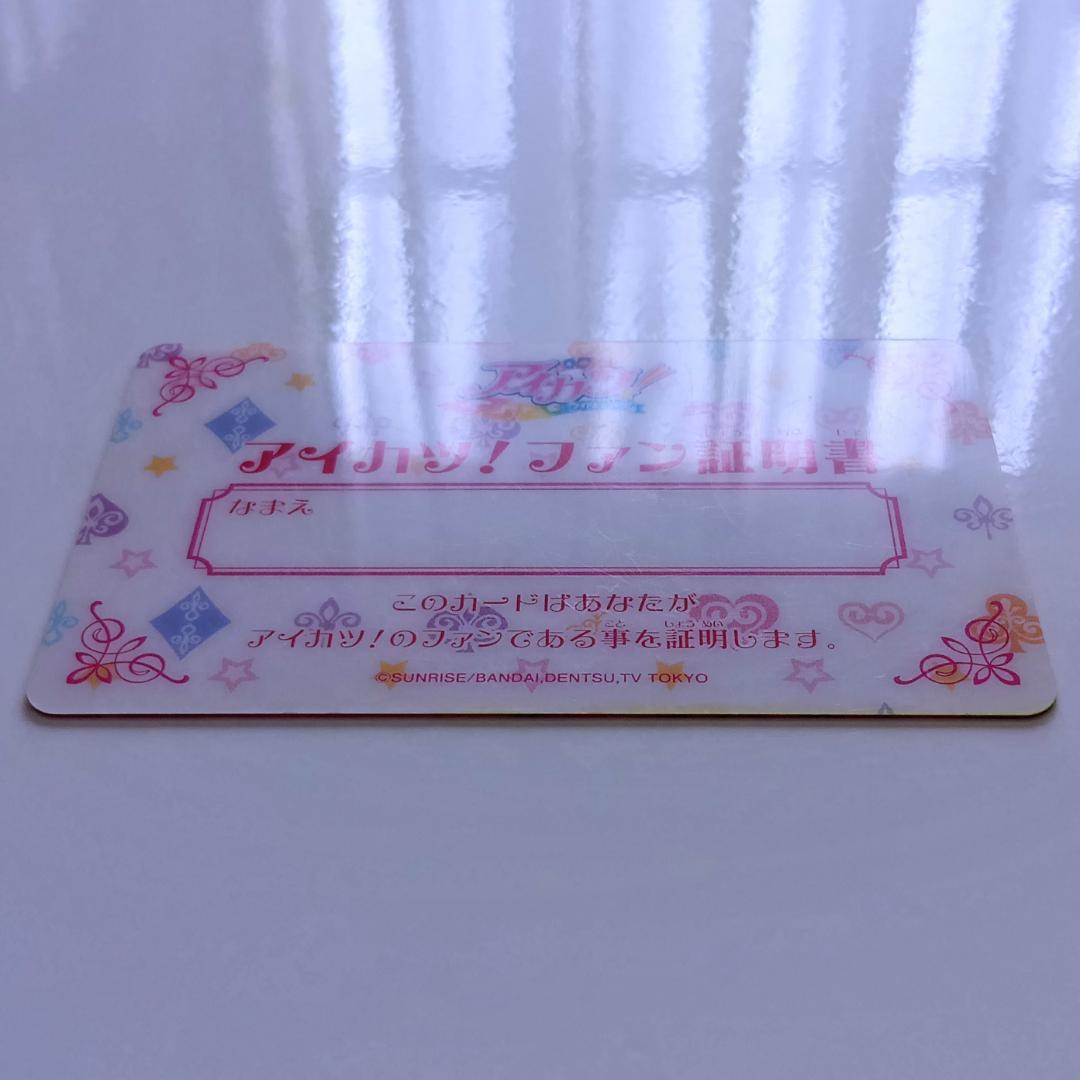 アイカツ!
アイカツ!ファン証明書
なまえ
このカードはあなたが
アイカツ!のファンである事を証明します。
©SUNRISE/BANDAI,DENTSU,TV TOKYO